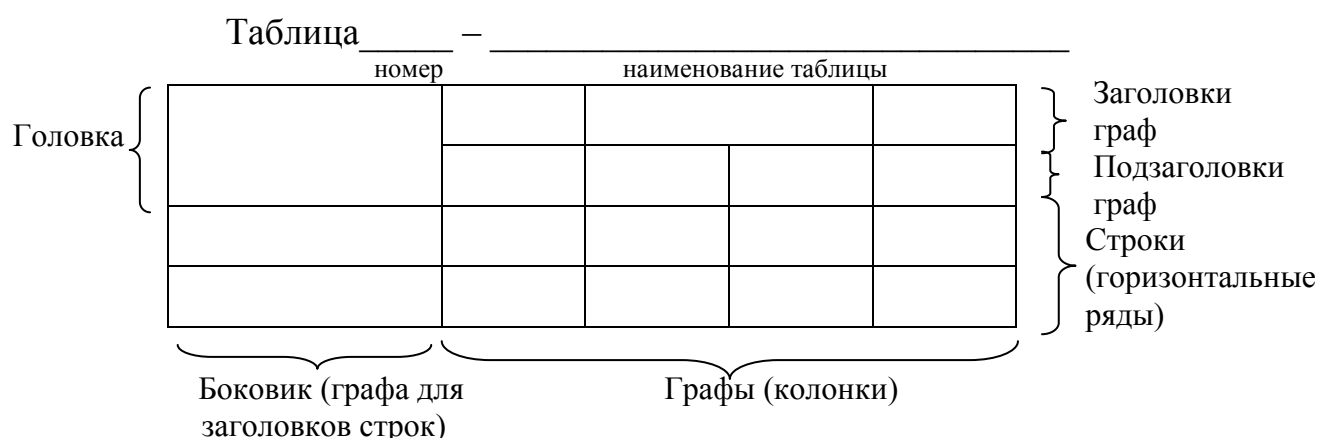 Таблица_____ – _______________________________
номер наименование таблицы
Головка
Заголовки
граф
Подзаголовки
граф
Строки
(горизонтальные
ряды)
Боковик (графа для
заголовков строк)
Графы (колонки)